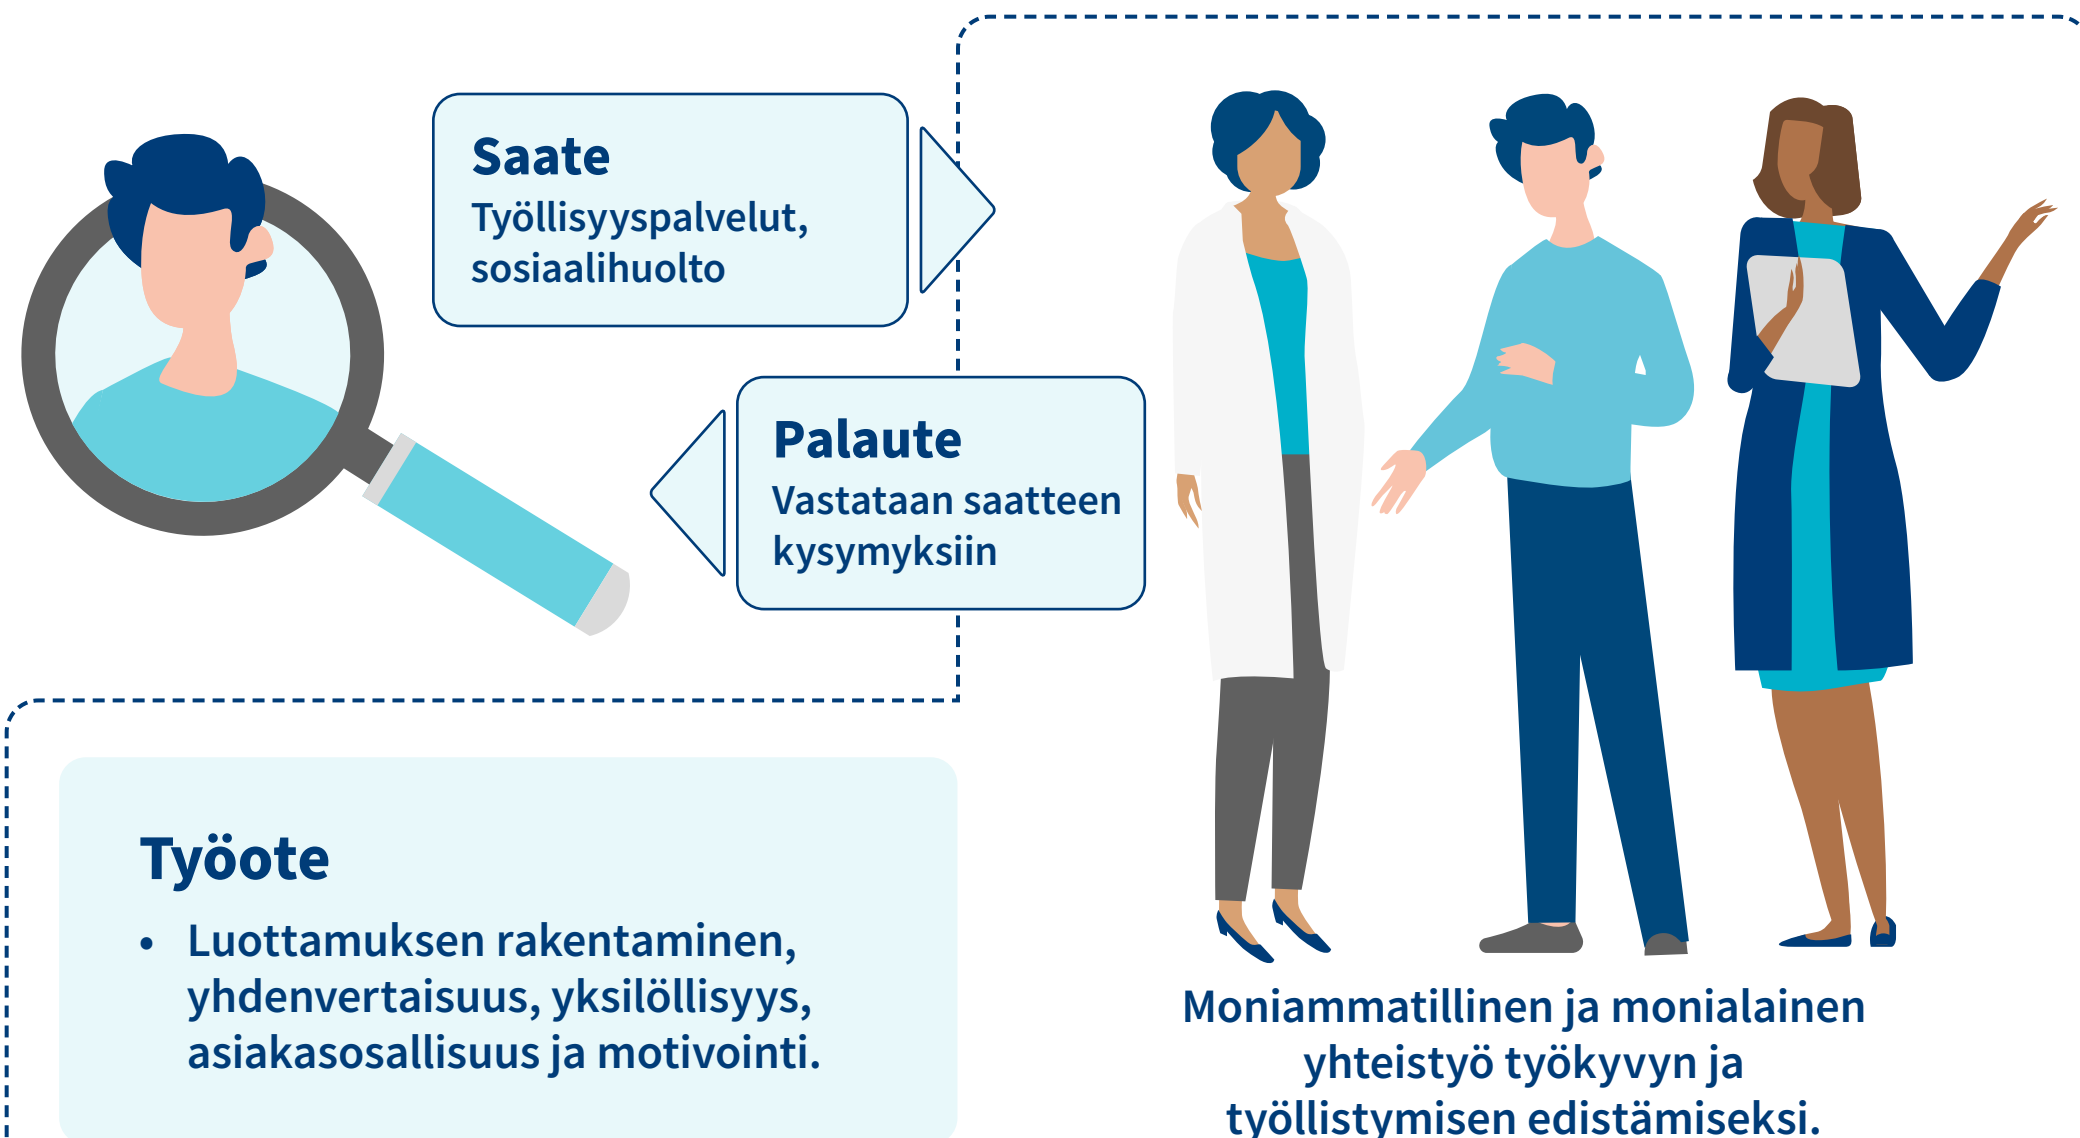 Saate
Työllisyyspalvelut,
sosiaalihuolto
Palaute
Vastataan saatteen
kysymyksiin
Työote
• Luottamuksen rakentaminen,
yhdenvertaisuus, yksilöllisyys,
asiakasosallisuus ja motivointi.
Moniammatillinen ja monialainen
yhteistyö työkyvyn ja
työllistymisen edistämiseksi.